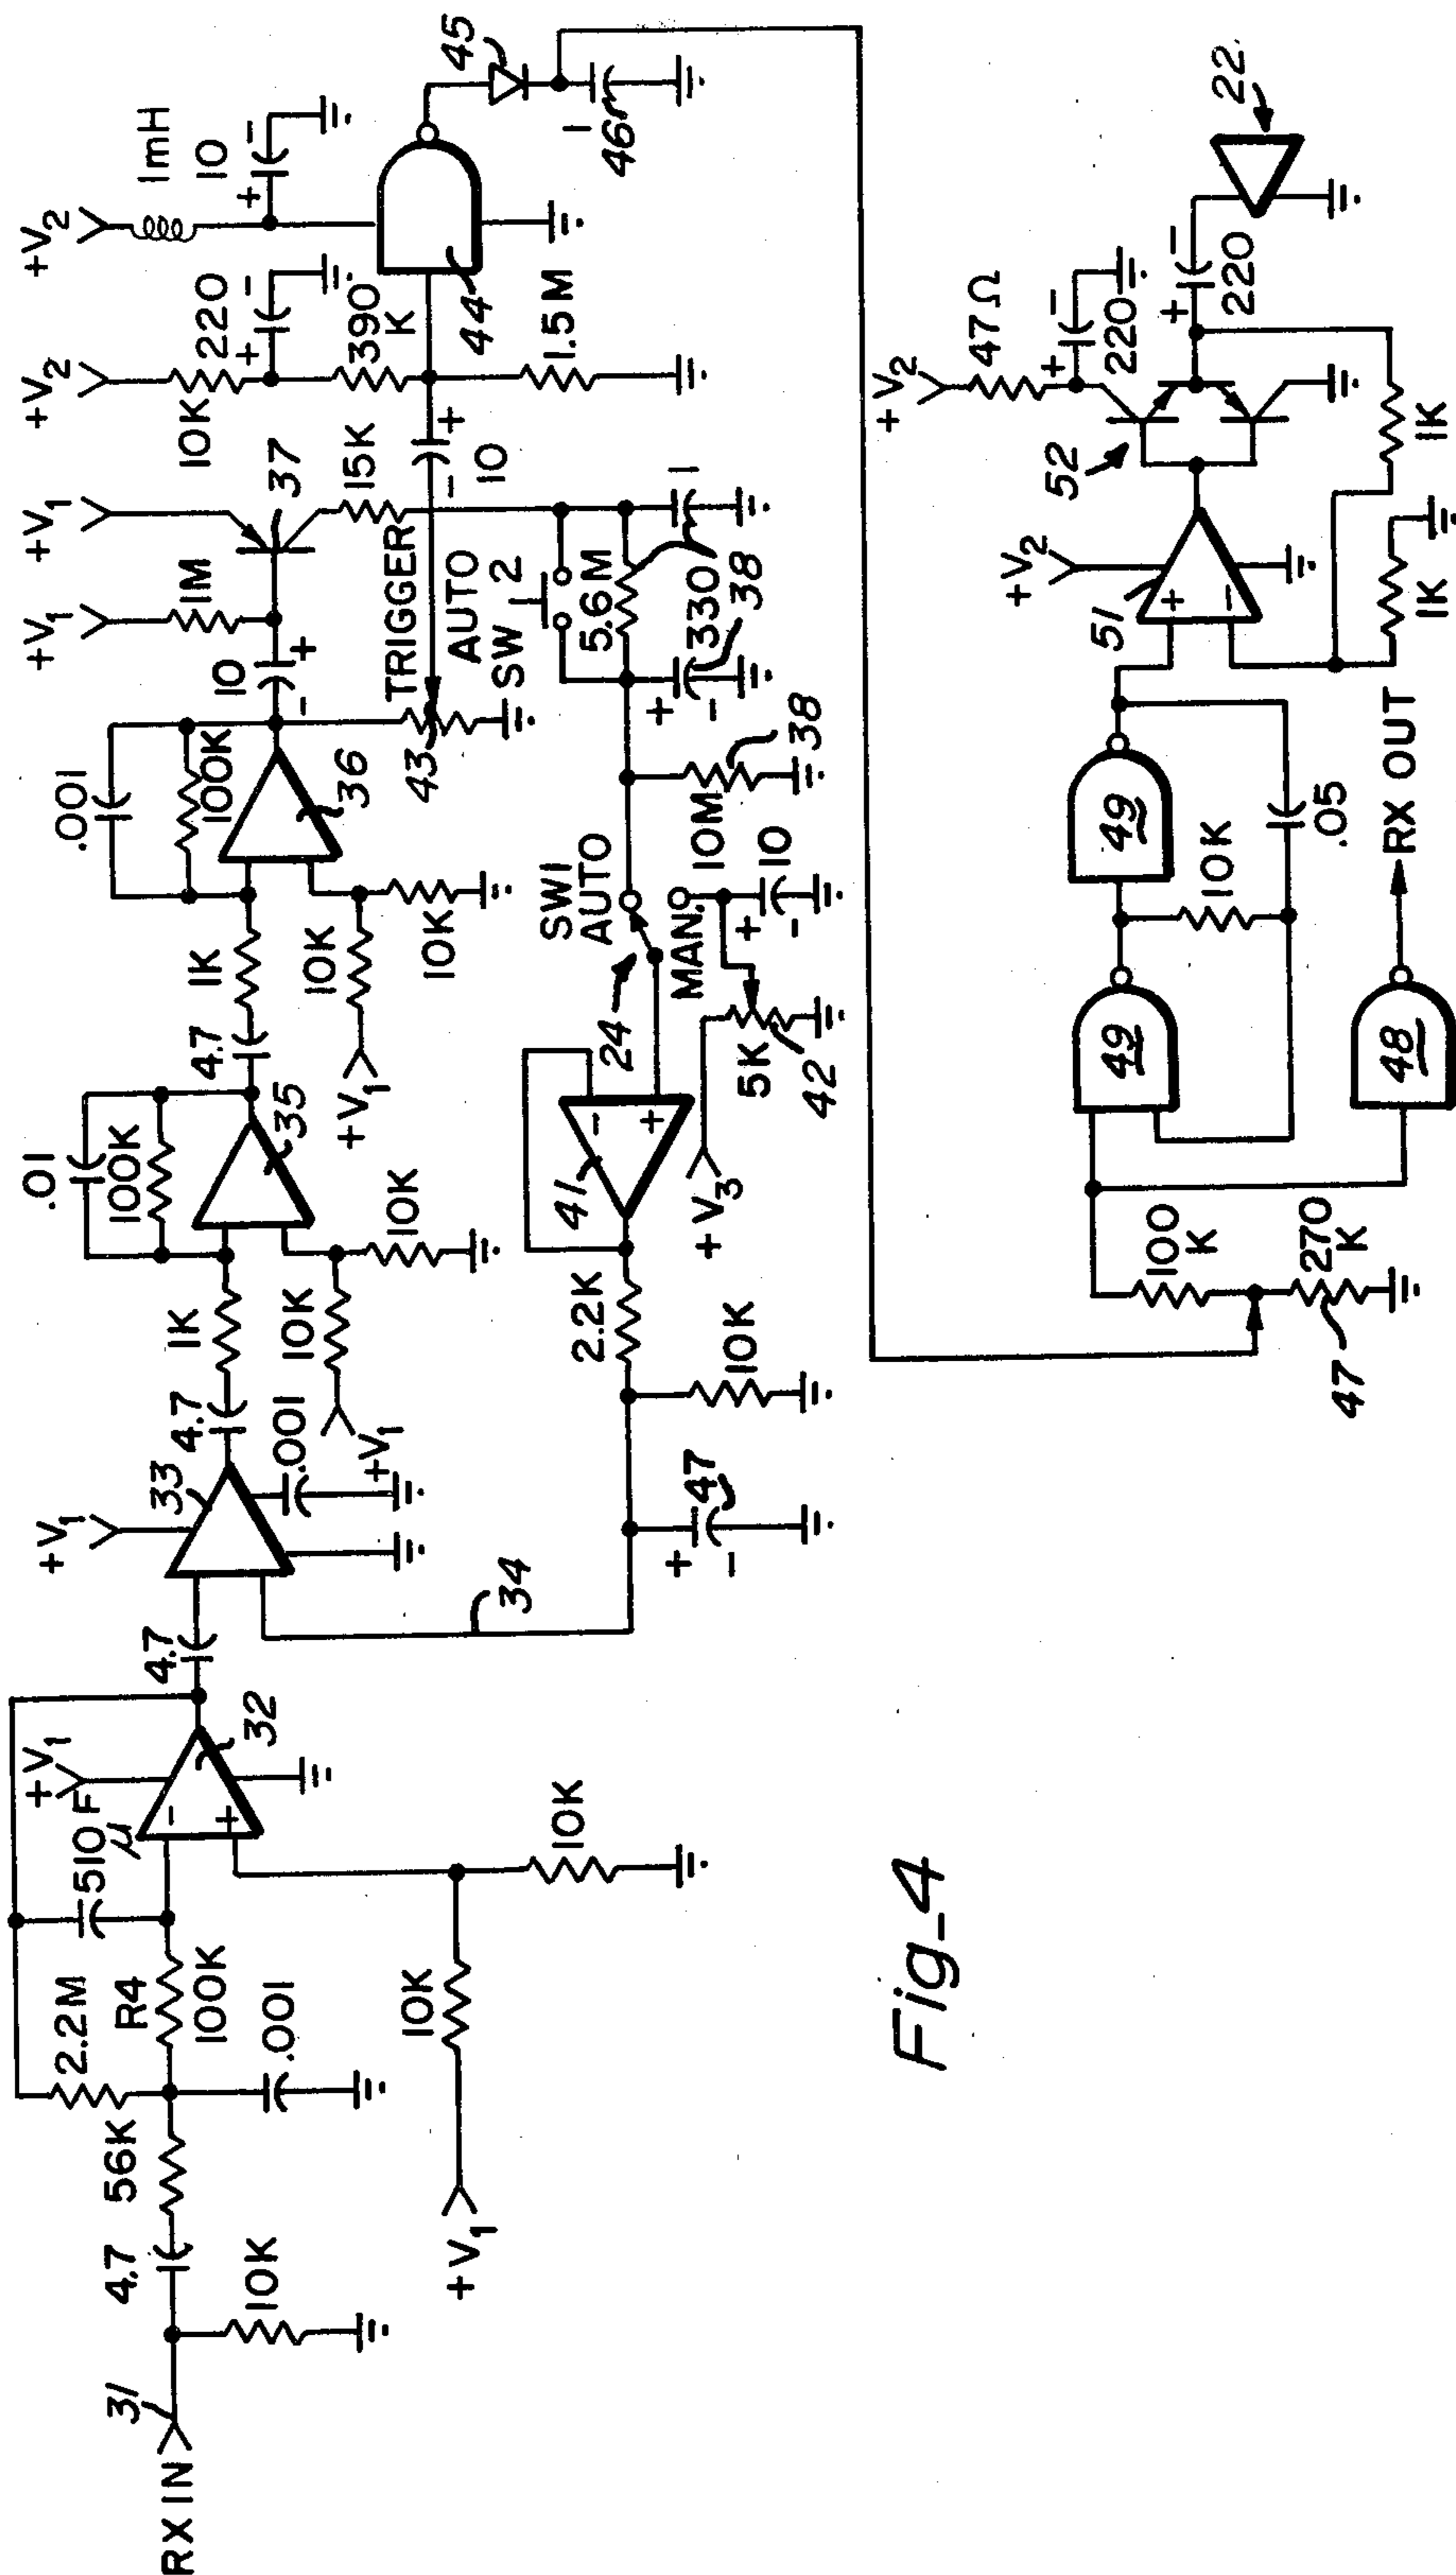 +V2
1mH
10
+
-
45
1
46
+V2
10K
220
+
-
390
K
44
1.5M
+V1
+V1
1M
37
10
-
+
15K
-
+
10
TRIGGER
43
AUTO
SW 2
5.6M
1
330
38
+
-
38
10M
.001
100K
36
1K
10K
10K
+V1
4.7
SW1
AUTO
24
MAN.
+
-
10
5K
42
+V3
41
-
+
2.2K
10K
+
-
47
34
.01
100K
35
1K
10K
10K
+V1
4.7
33
+V1
.001
4.7
+V1
510 F
μ
-
+
32
2.2M
R4
100K
.001
56K
4.7
10K
31
RX IN
10K
10K
+V1
+V2
47Ω
+
-
220
52
+
-
220
22
1K
1K
+V2
51
+
-
49
49
10K
.05
48
RX OUT
100
K
270
K
47
Fig_4